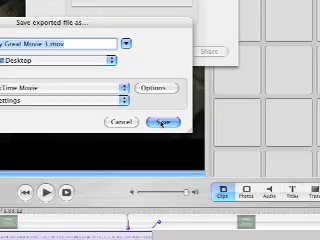 Save exported file as...
y Great Movie 3.mov
Desktop
Time Movie
Options...
ettings
Share
Cancel
Save
Clips Photos Audio Titles Trans